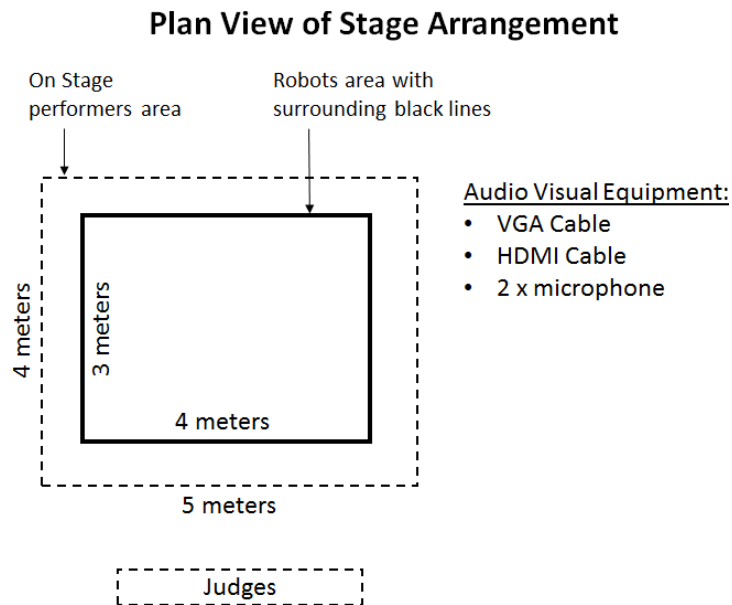 Plan View of Stage Arrangement
On Stage
performers area
Robots area with
surrounding black lines
Audio Visual Equipment:
• VGA Cable
• HDMI Cable
• 2 x microphone
4 meters
3 meters
4 meters
5 meters
Judges